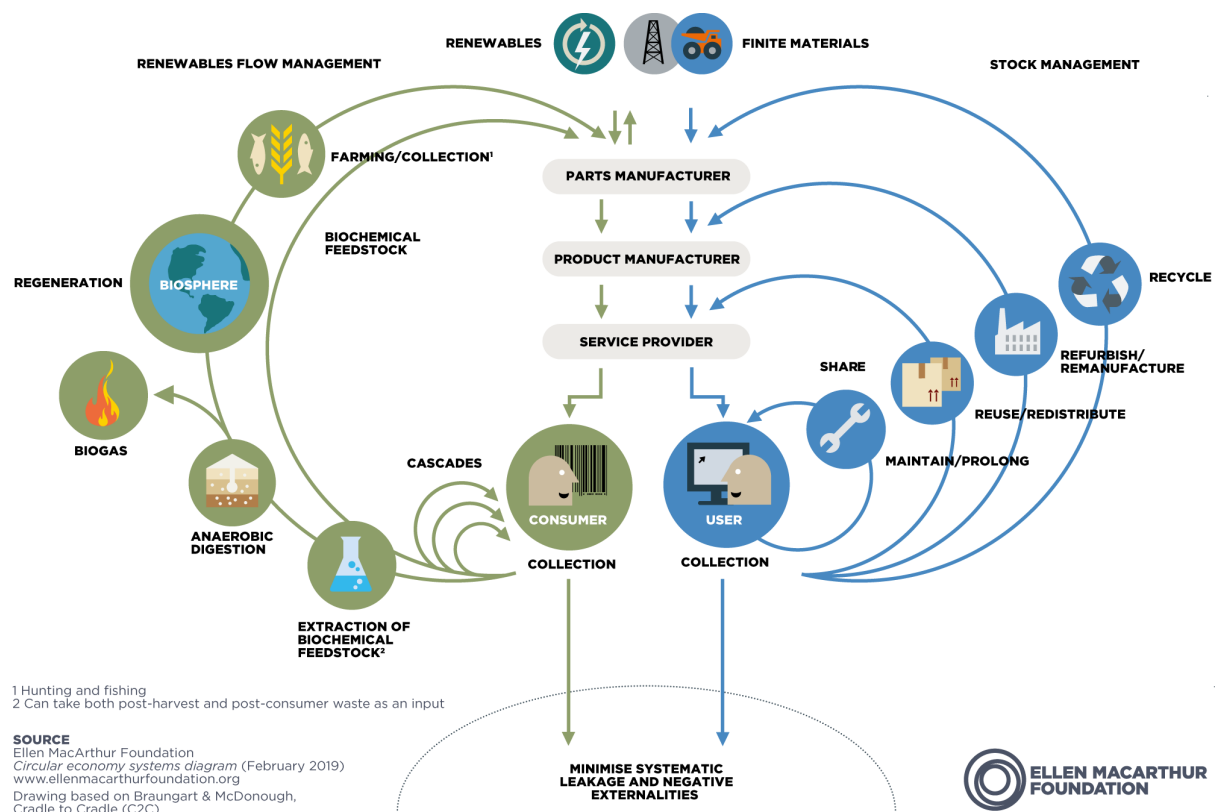 RENEWABLES
FINITE MATERIALS
RENEWABLES FLOW MANAGEMENT
STOCK MANAGEMENT
FARMING/COLLECTION¹
PARTS MANUFACTURER
BIOCHEMICAL
FEEDSTOCK
PRODUCT MANUFACTURER
REGENERATION
BIOSPHERE
RECYCLE
SERVICE PROVIDER
SHARE
REFURBISH/
REMANUFACTURE
REUSE/REDISTRIBUTE
BIOGAS
CASCADES
MAINTAIN/PROLONG
CONSUMER
USER
ANAEROBIC
DIGESTION
COLLECTION
COLLECTION
EXTRACTION OF
BIOCHEMICAL
FEEDSTOCK²
1 Hunting and fishing
2 Can take both post-harvest and post-consumer waste as an input
SOURCE
Ellen MacArthur Foundation
Circular economy systems diagram (February 2019)
www.ellenmacarthurfoundation.org
Drawing based on Braungart & McDonough,
Cradle to Cradle (C2C)
MINIMISE SYSTEMATIC
LEAKAGE AND NEGATIVE
EXTERNALITIES
ELLEN MACARTHUR
FOUNDATION